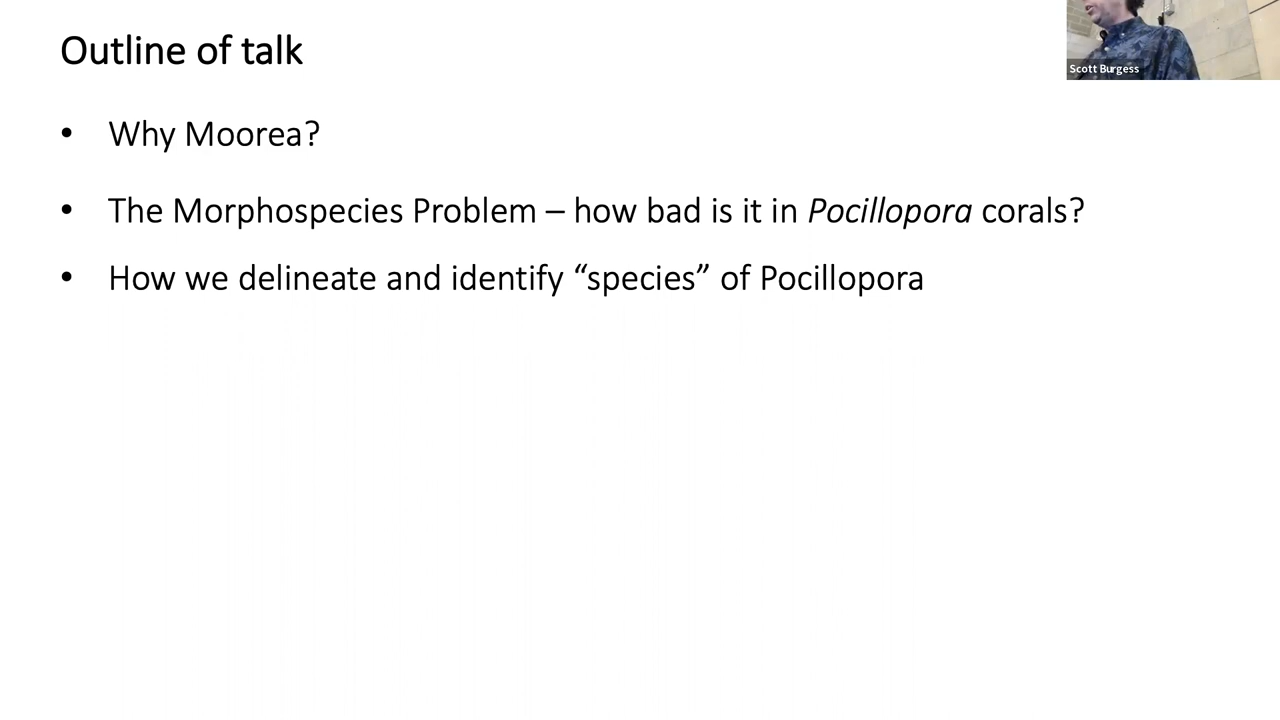 Outline of talk
Scott Burgess
• Why Moorea?
• The Morphospecies Problem – how bad is it in Pocillopora corals?
• How we delineate and identify “species” of Pocillopora